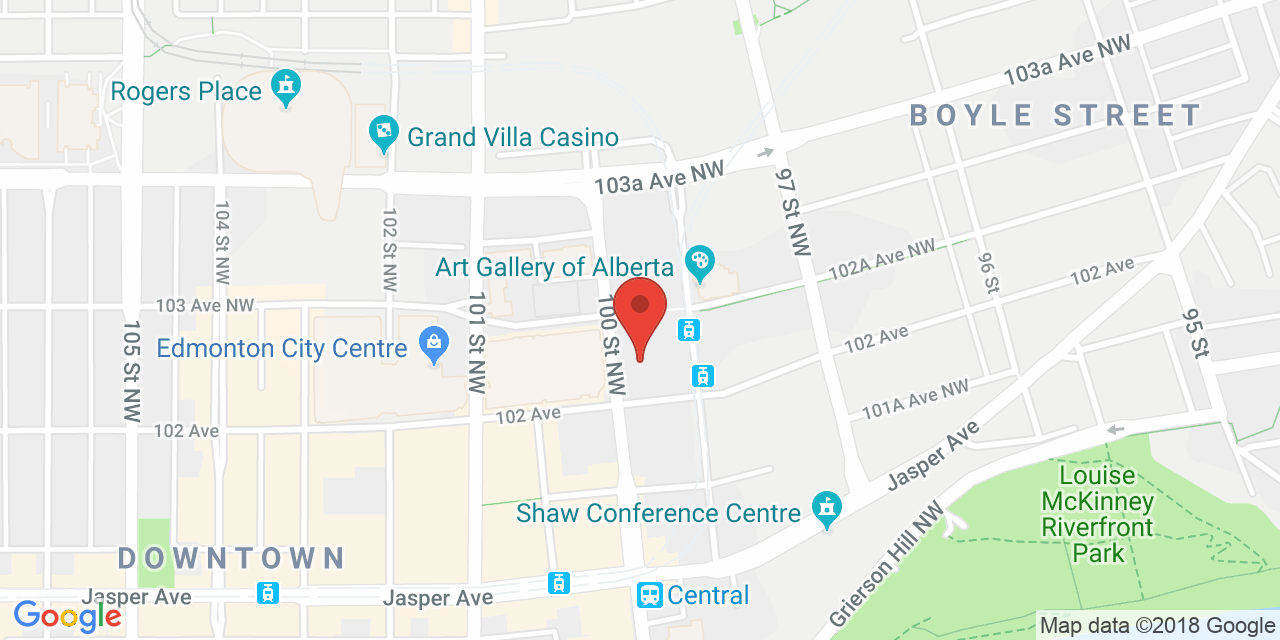 103a Ave NW
Rogers Place
BOYLE STREET
Grand Villa Casino
103a Ave NW
97 St NW
104 St NW
102 St NW
Art Gallery of Alberta
102A Ave NW
96 St
102 Ave
103 Ave NW
101 St NW
100 St NW
105 St NW
Edmonton City Centre
102 Ave
95 St
101A Ave NW
102 Ave
102 Ave
Jasper Ave
Louise
McKinney
Riverfront
Park
Shaw Conference Centre
Grierson Hill NW
DOWNTOWN
Jasper Ave
Jasper Ave
Central
Google
Map data ©2018 Google